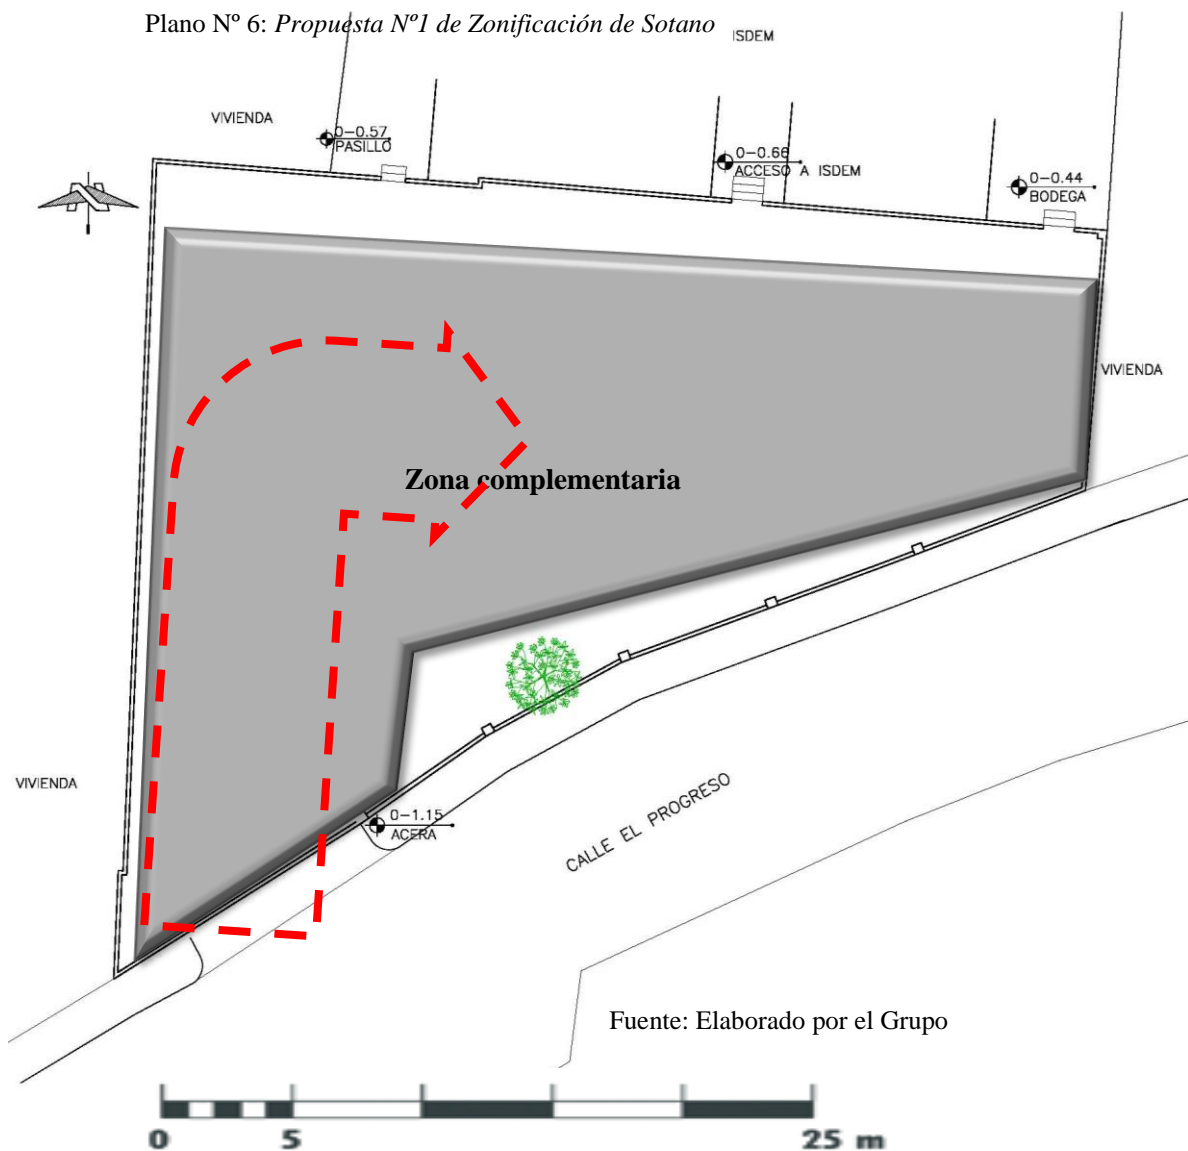 Plano Nº 6: Propuesta Nº1 de Zonificación de Sotano
ISDEM
VIVIENDA
0-0.57
PASILLO
0-0.66
ACCESO A ISDEM
0-0.44
BODEGA
N
VIVIENDA
Zona complementaria
VIVIENDA
0-1.15
ACERA
CALLE EL PROGRESO
Fuente: Elaborado por el Grupo
0 5 25 m